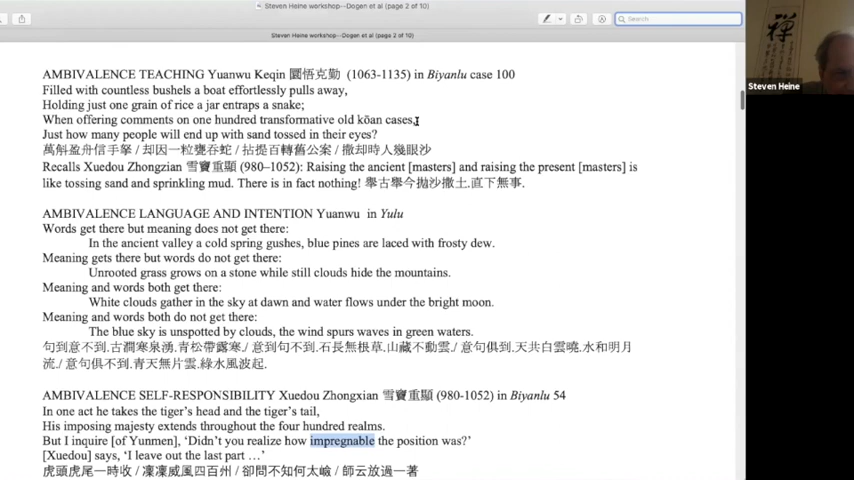 Steven Heine workshop--Dogen et al (page 2 of 10)
Search
Steven Heine workshop--Dogen et al (page 2 of 10)
禪
Steven Heine
AMBIVALENCE TEACHING Yuanwu Keqin 圜悟克勤 (1063-1135) in Biyanlu case 100
Filled with countless bushels a boat effortlessly pulls away,
Holding just one grain of rice a jar entraps a snake;
When offering comments on one hundred transformative old kōan cases,
Just how many people will end up with sand tossed in their eyes?
萬斛盈舟信手拏 / 却因一粒甕吞蛇 / 拈提百轉舊公案 / 撒却時人幾眼沙
Recalls Xuedou Zhongzian 雪竇重顯 (980–1052): Raising the ancient [masters] and raising the present [masters] is
like tossing sand and sprinkling mud. There is in fact nothing! 舉古舉今拋沙撒土.直下無事.
AMBIVALENCE LANGUAGE AND INTENTION Yuanwu in Yulu
Words get there but meaning does not get there:
In the ancient valley a cold spring gushes, blue pines are laced with frosty dew.
Meaning gets there but words do not get there:
Unrooted grass grows on a stone while still clouds hide the mountains.
Meaning and words both get there:
White clouds gather in the sky at dawn and water flows under the bright moon.
Meaning and words both do not get there:
The blue sky is unspotted by clouds, the wind spurs waves in green waters.
句到意不到.古澗寒泉湧.青松帶露寒./ 意到句不到.石長無根草.山藏不動雲./ 意句俱到.天共白雲曉.水和明月
流./ 意句俱不到.青天無片雲.綠水風波起.
AMBIVALENCE SELF-RESPONSIBILITY Xuedou Zhongxian 雪竇重顯 (980-1052) in Biyanlu 54
In one act he takes the tiger’s head and the tiger’s tail,
His imposing majesty extends throughout the four hundred realms.
But I inquire [of Yunmen], ‘Didn’t you realize how impregnable the position was?’
[Xuedou] says, ‘I leave out the last part …’
虎頭虎尾一時收 / 凜凜威風四百州 / 却問不知何太嶮 / 師云放過一著